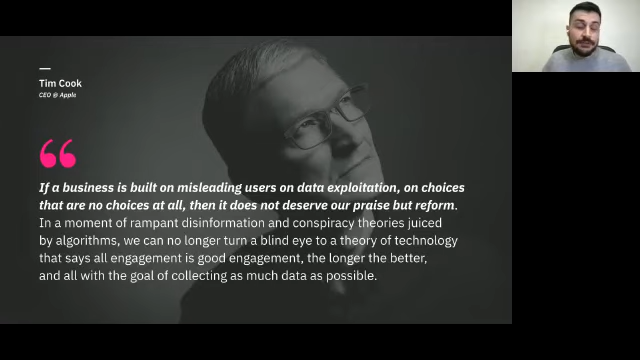 Tim Cook
CEO @ Apple
If a business is built on misleading users on data exploitation, on choices
that are no choices at all, then it does not deserve our praise but reform.
In a moment of rampant disinformation and conspiracy theories juiced
by algorithms, we can no longer turn a blind eye to a theory of technology
that says all engagement is good engagement, the longer the better,
and all with the goal of collecting as much data as possible.